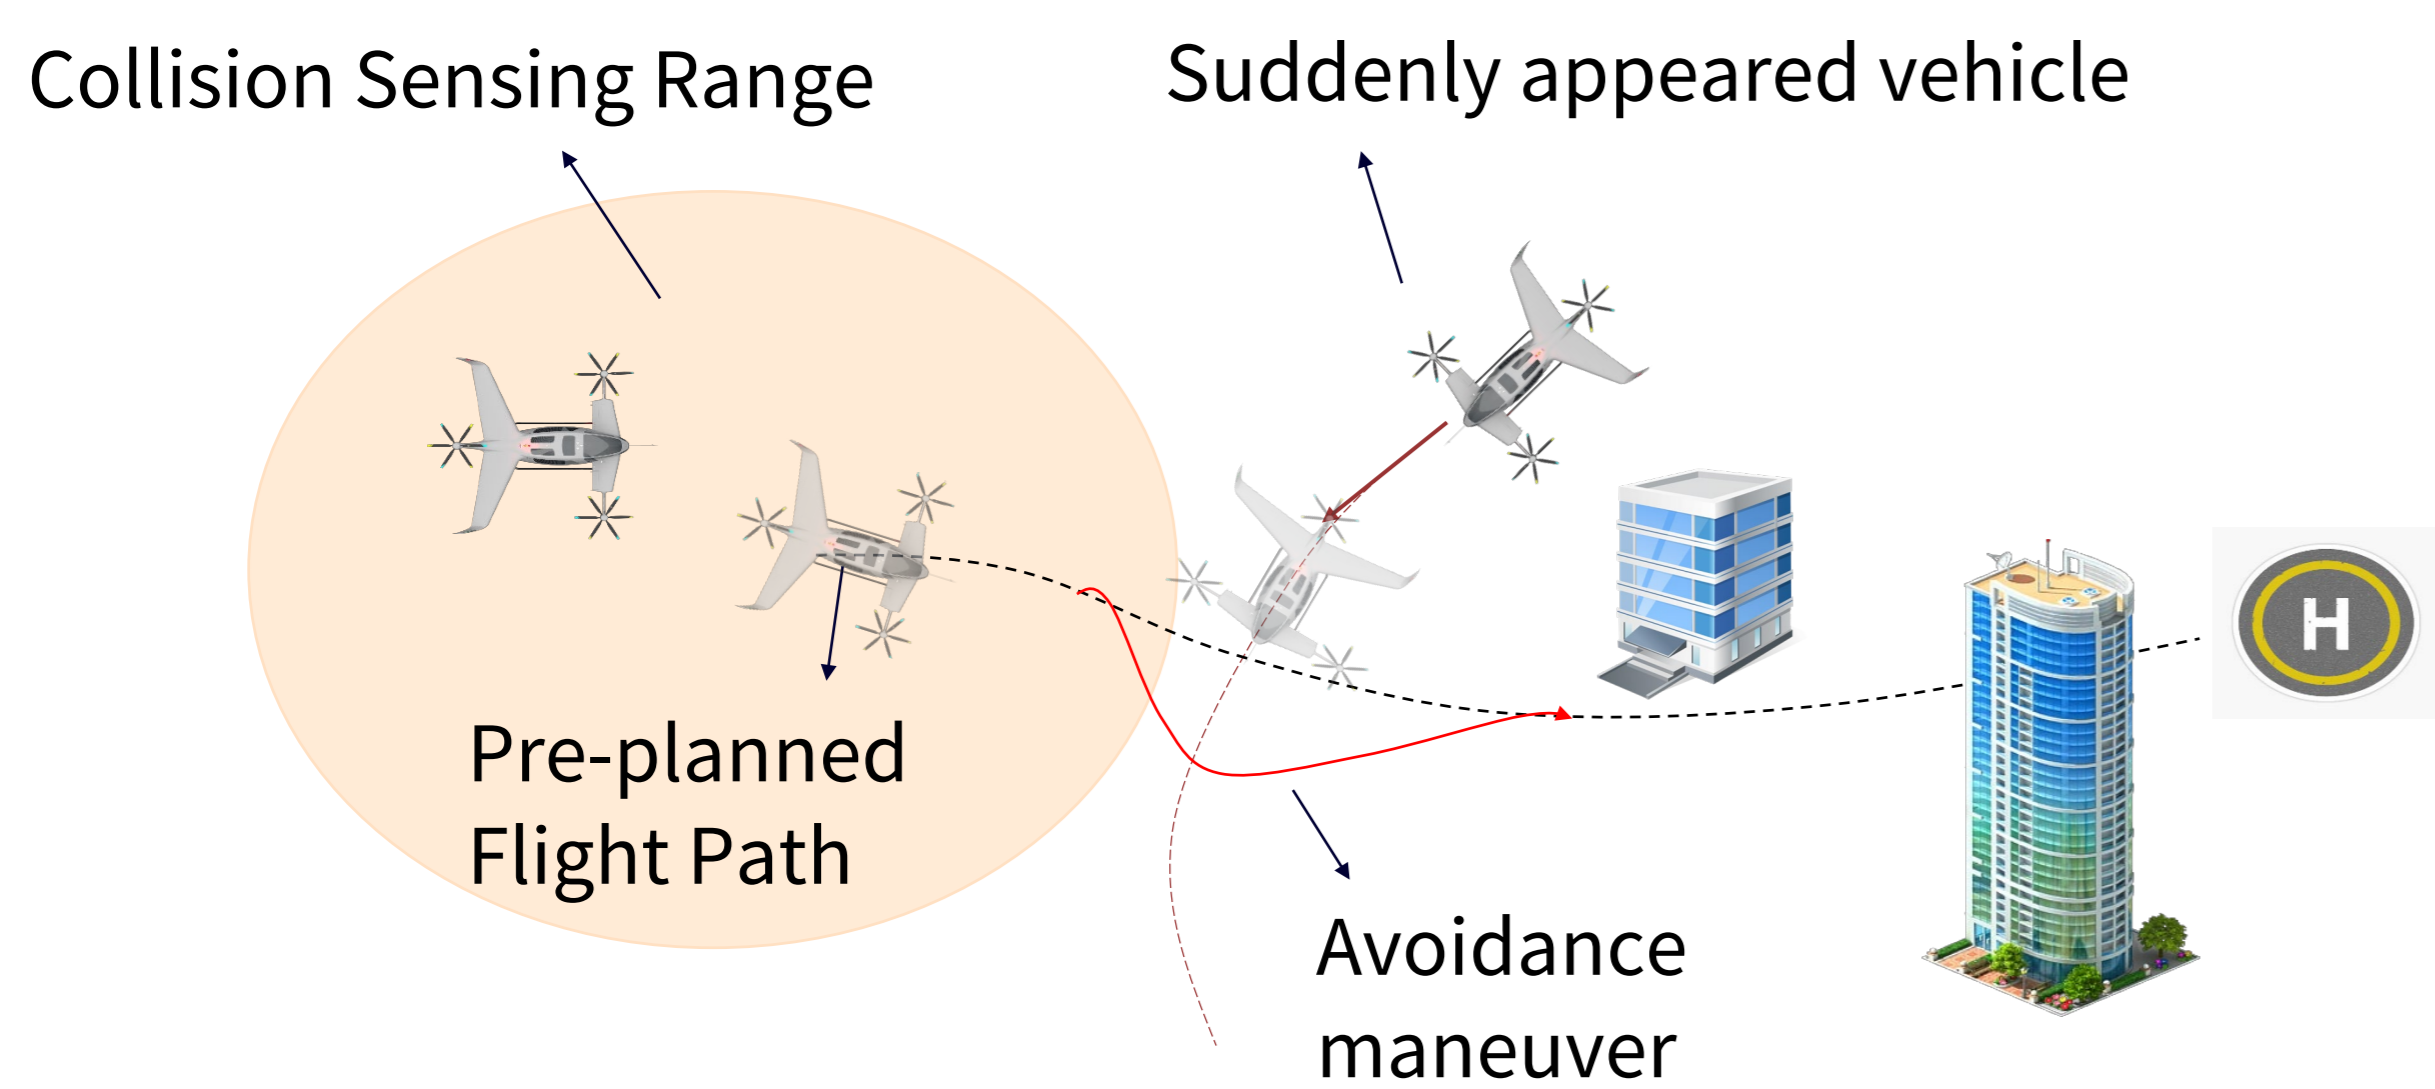 Collision Sensing Range
Suddenly appeared vehicle
Pre-planned
Flight Path
H
Avoidance
maneuver